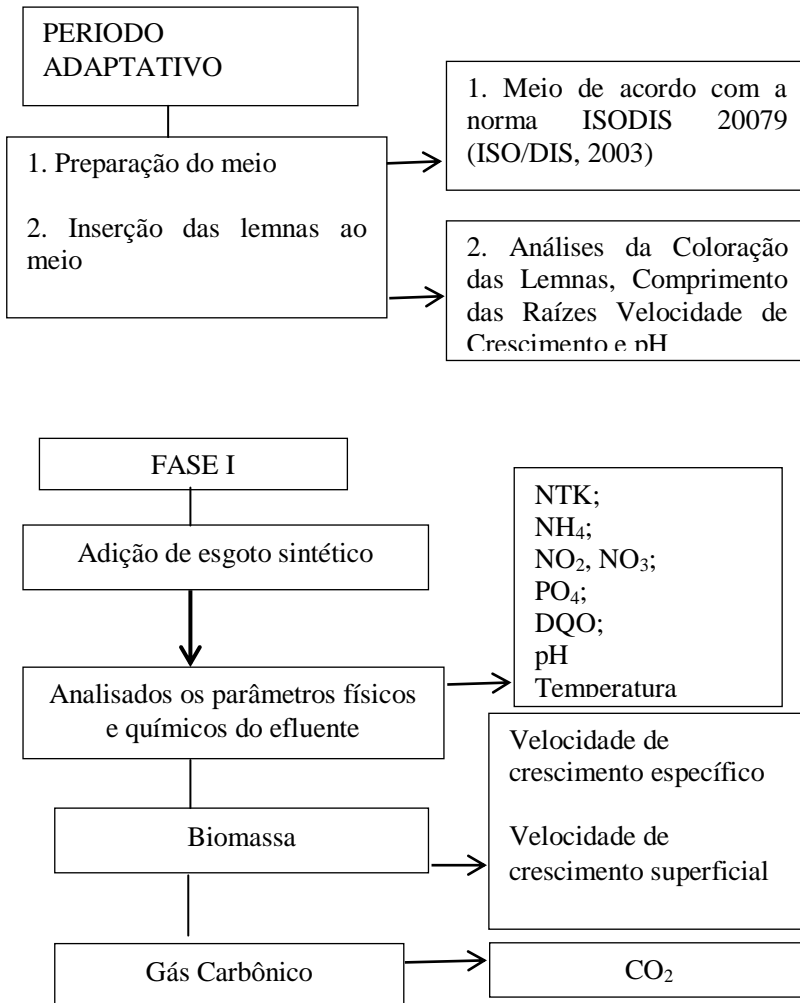 PERIODO
ADAPTATIVO
1. Preparação do meio
2. Inserção das lemnas ao
meio
1. Meio de acordo com a
norma ISODIS 20079
(ISO/DIS, 2003)
2. Análises da Coloração
das Lemnas, Comprimento
das Raízes Velocidade de
Crescimento e pH
FASE I
Adição de esgoto sintético
Analisados os parâmetros físicos
e químicos do efluente
NTK;
NH₄;
NO₂, NO₃;
PO₄;
DQO;
pH
Temperatura
Biomassa
Velocidade de
crescimento específico
Velocidade de
crescimento superficial
Gás Carbônico
CO₂